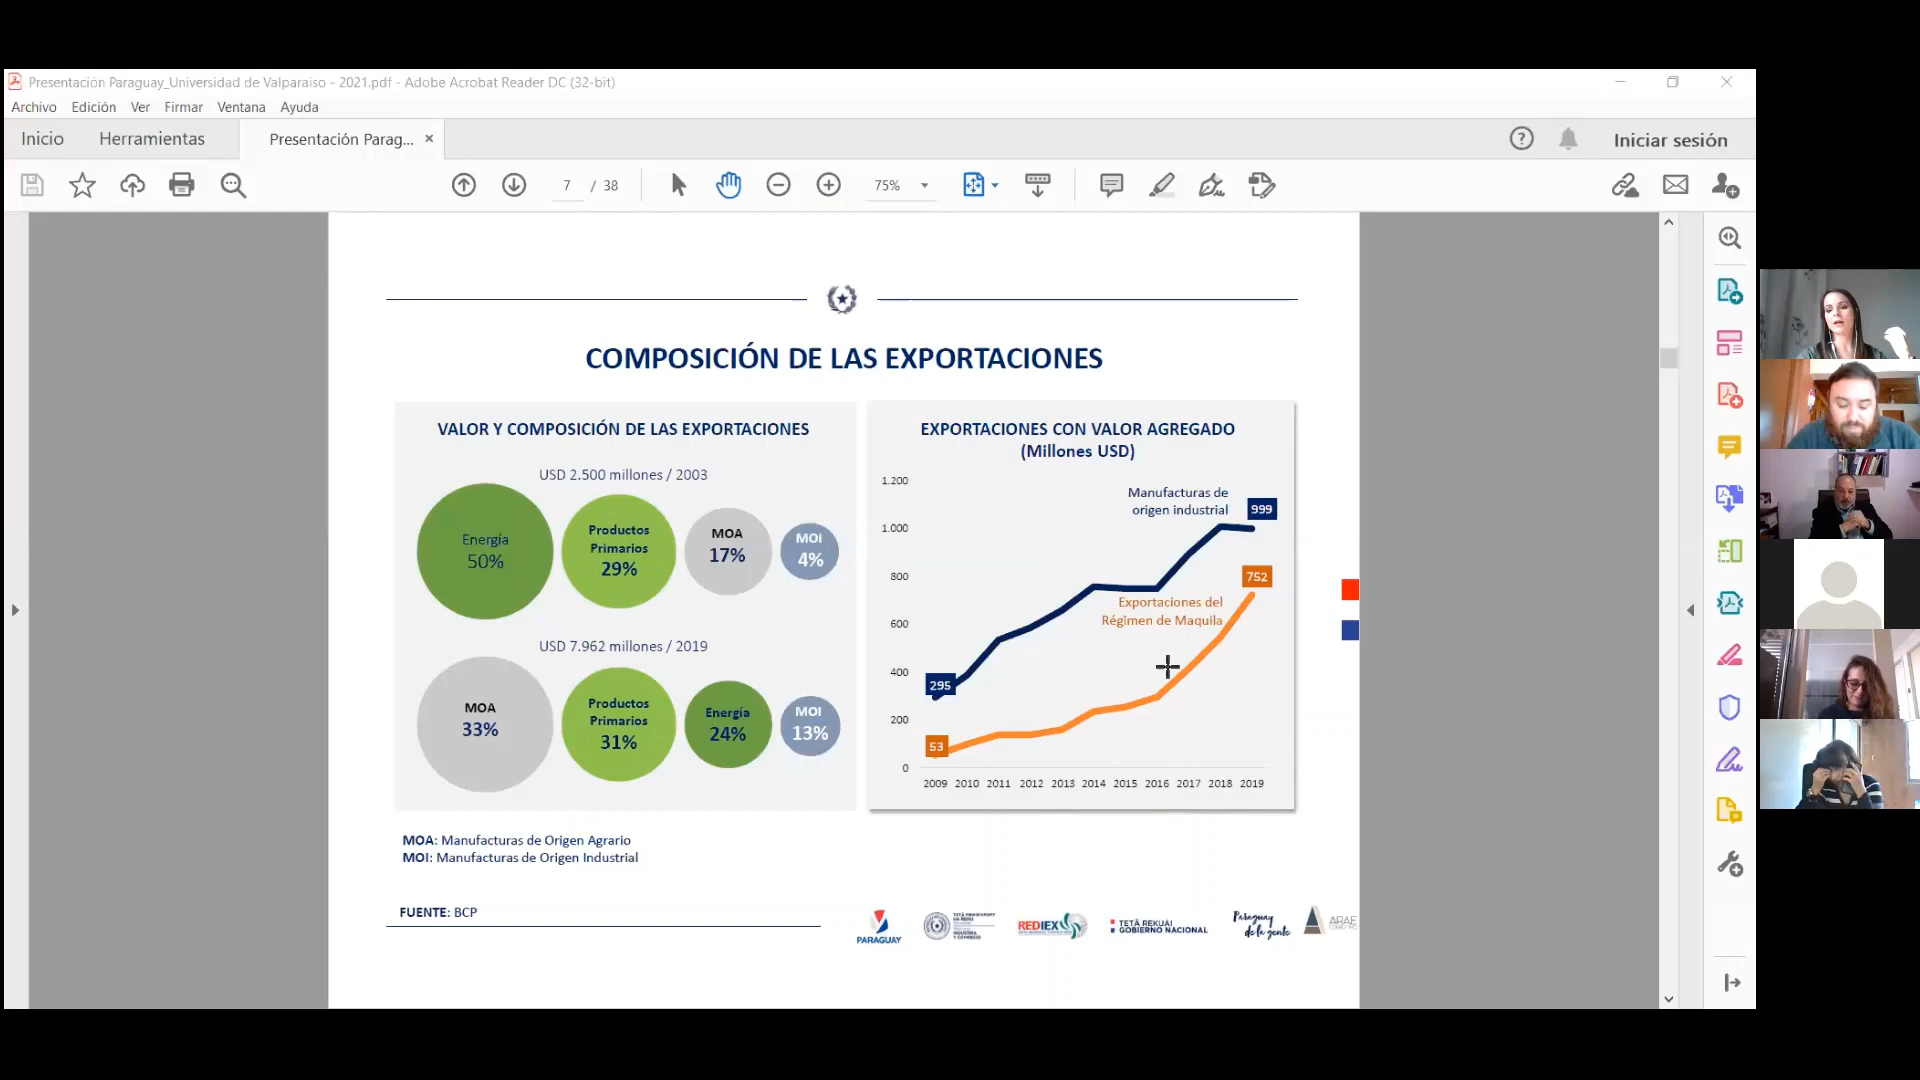 Presentación Paraguay_Universidad de Valparaiso - 2021.pdf - Adobe Acrobat Reader DC (32-bit)
Archivo Edición Ver Firmar Ventana Ayuda
Inicio Herramientas Presentación Parag... × Iniciar sesión
7 / 38 75%
COMPOSICIÓN DE LAS EXPORTACIONES
VALOR Y COMPOSICIÓN DE LAS EXPORTACIONES
USD 2.500 millones / 2003
Energía
50%
Productos
Primarios
29%
MOA
17%
MOI
4%
USD 7.962 millones / 2019
MOA
33%
Productos
Primarios
31%
Energía
24%
MOI
13%
EXPORTACIONES CON VALOR AGREGADO
(Millones USD)
1.200
1.000
800
600
400
200
0
Manufacturas de
origen industrial
999
752
Exportaciones del
Régimen de Maquila
295
53
2009 2010 2011 2012 2013 2014 2015 2016 2017 2018 2019
MOA: Manufacturas de Origen Agrario
MOI: Manufacturas de Origen Industrial
FUENTE: BCP
PARAGUAY
REDIEX
TETÃ REKUÁI
GOBIERNO NACIONAL
Paraguay
de la gente